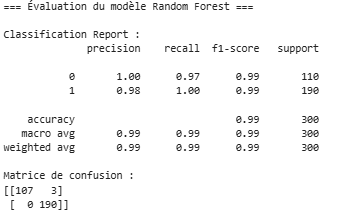 === Évaluation du modèle Random Forest ===
Classification Report :
precision recall f1-score support
0 1.00 0.97 0.99 110
1 0.98 1.00 0.99 190
accuracy 0.99 300
macro avg 0.99 0.99 0.99 300
weighted avg 0.99 0.99 0.99 300
Matrice de confusion :
[[107 3]
[ 0 190]]